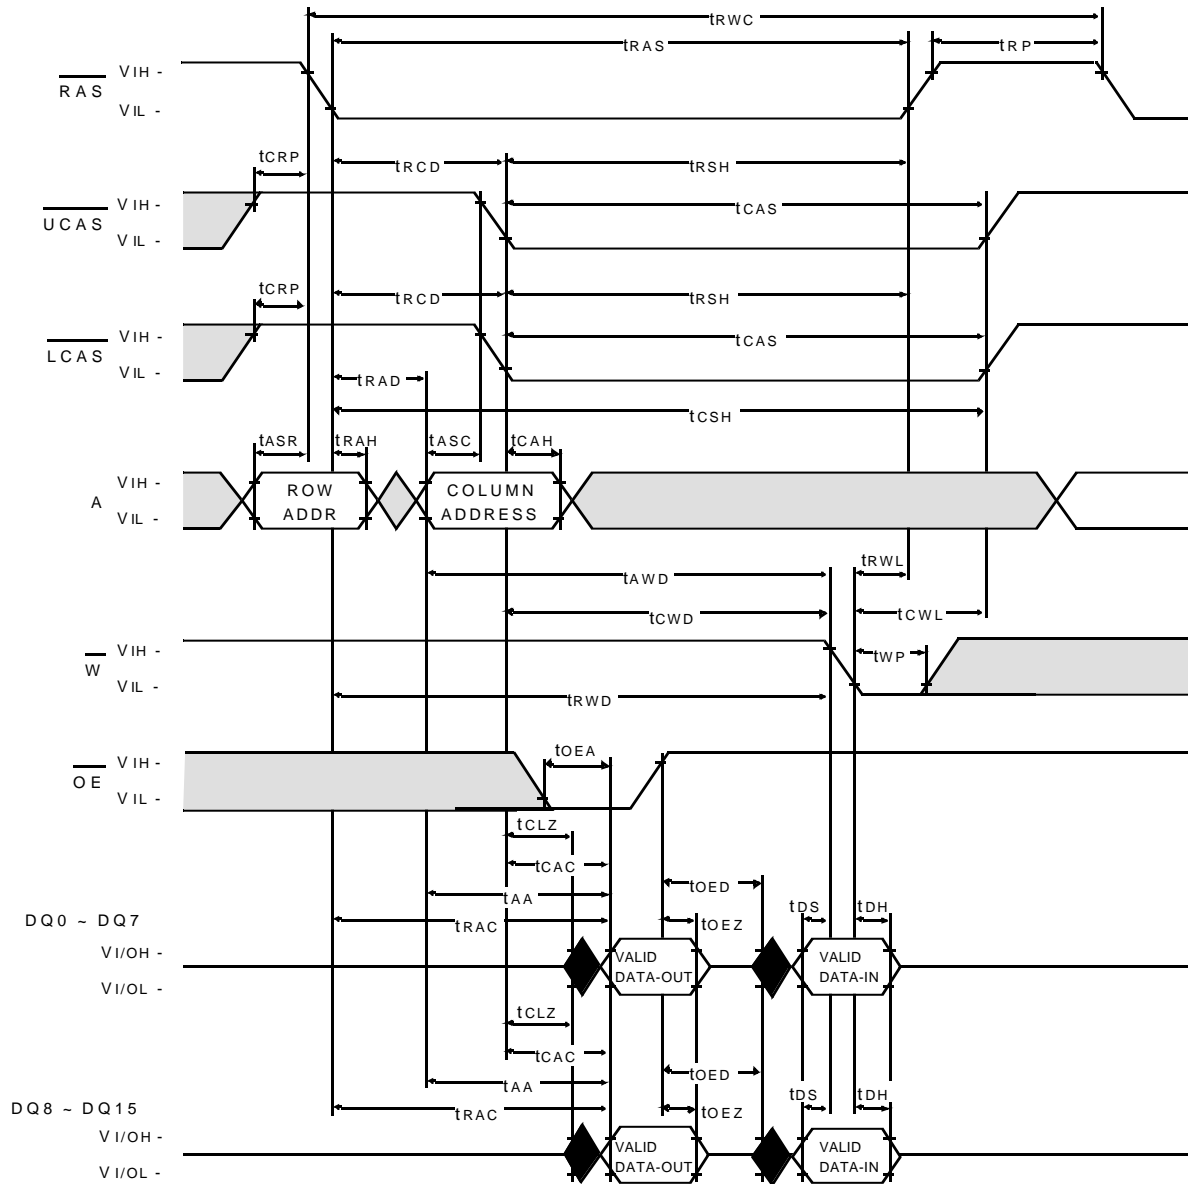 tRWC
tRAS
tRP
RAS
VIH -
VIL -
tCRP
tRCD
tRSH
UCAS
VIH -
VIL -
tCAS
tCRP
tRCD
tRSH
LCAS
VIH -
VIL -
tCAS
tRAD
tCSH
tASR
tRAH
tASC
tCAH
A
VIH -
VIL -
ROW
ADDR
COLUMN
ADDRESS
tAWD
tRWL
tCWD
tCWL
W
VIH -
VIL -
tWP
tRWD
OE
VIH -
VIL -
tOEA
tCLZ
tCAC
tAA
tOED
tRAC
tOEZ
tDS
tDH
DQ0 ~ DQ7
VI/OH -
VI/OL -
VALID
DATA-OUT
VALID
DATA-IN
tCLZ
tCAC
tAA
tOED
tRAC
tOEZ
tDS
tDH
DQ8 ~ DQ15
VI/OH -
VI/OL -
VALID
DATA-OUT
VALID
DATA-IN